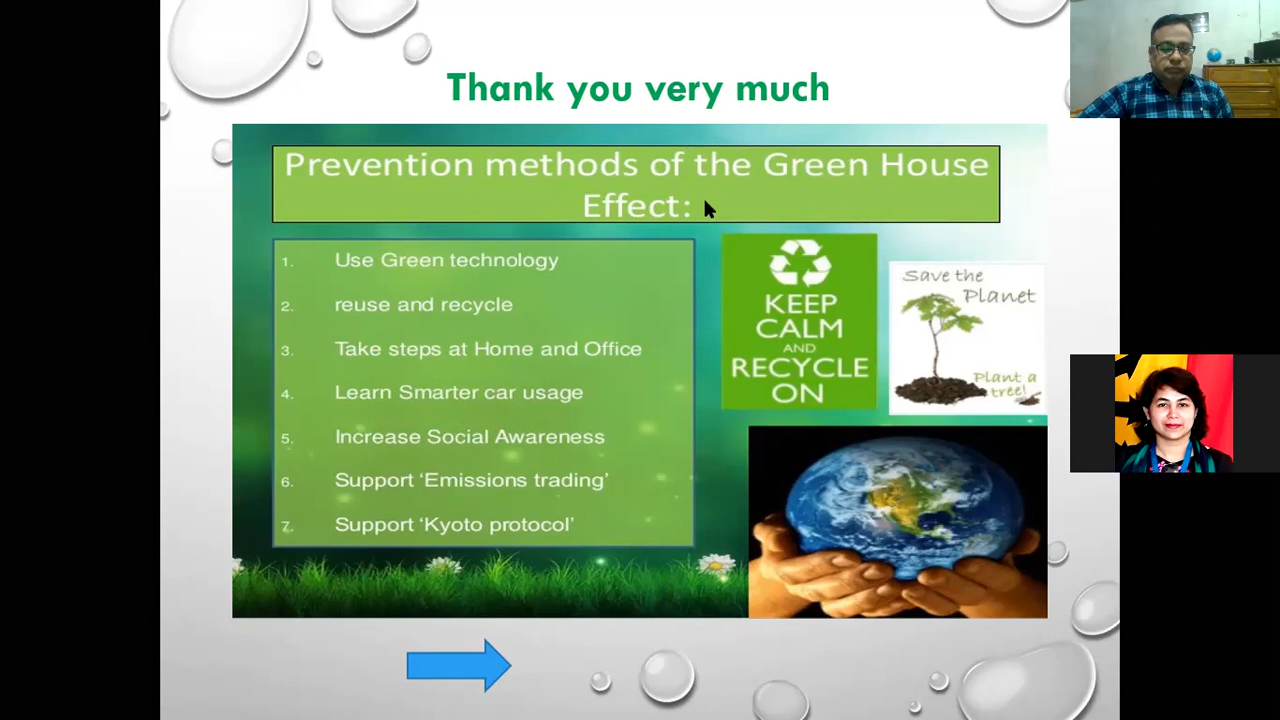 Thank you very much
Prevention methods of the Green House
Effect:
1. Use Green technology
2. reuse and recycle
3. Take steps at Home and Office
4. Learn Smarter car usage
5. Increase Social Awareness
6. Support ‘Emissions trading’
7. Support ‘Kyoto protocol’
KEEP
CALM
AND
RECYCLE
ON
Save the
Planet
Plant a
tree!